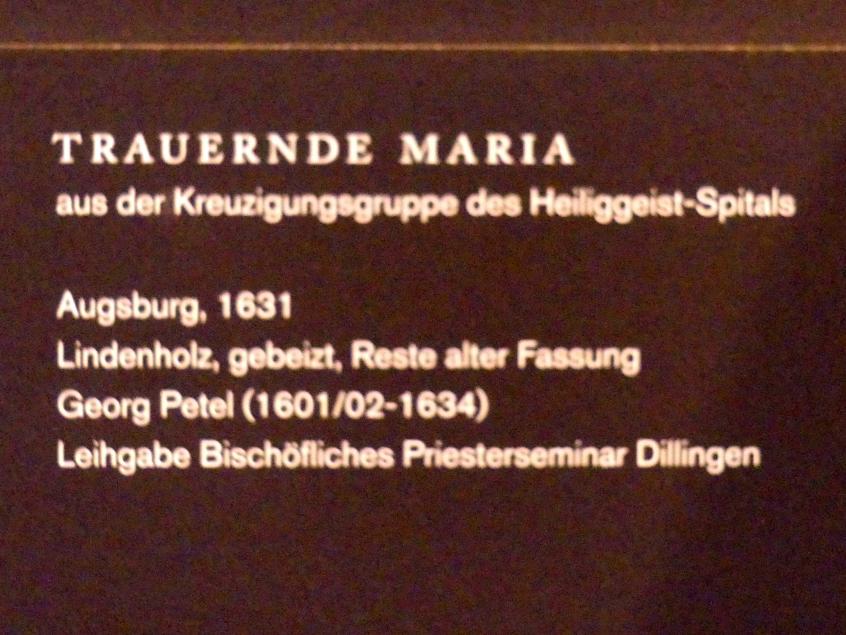 TRAUERNDE MARIA
aus der Kreuzigungsgruppe des Heiliggeist-Spitals
Augsburg, 1631
Lindenholz, gebeizt, Reste alter Fassung
Georg Petel (1601/02-1634)
Leihgabe Bischöfliches Priesterseminar Dillingen